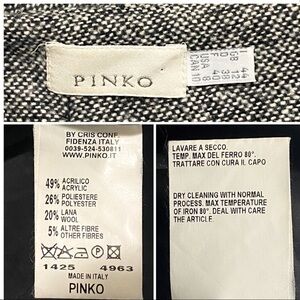 PINKO
I 44
GB 12
D 38
F 40
USA 8
CAN 10
BY CRIS CONF.
FIDENZA ITALY
0039-524-530811
WWW.PINKO.IT
49% ACRILICO
ACRYLIC
26% POLIESTERE
POLYESTER
20% LANA
WOOL
5% ALTRE FIBRE
OTHER FIBRES
1425 4963
MADE IN ITALY
PINKO
LAVARE A SECCO.
TEMP. MAX DEL FERRO 80°.
TRATTARE CON CURA IL CAPO
DRY CLEANING WITH NORMAL
PROCESS. MAX TEMPERATURE
OF IRON 80°. DEAL WITH CARE
THE ARTICLE.